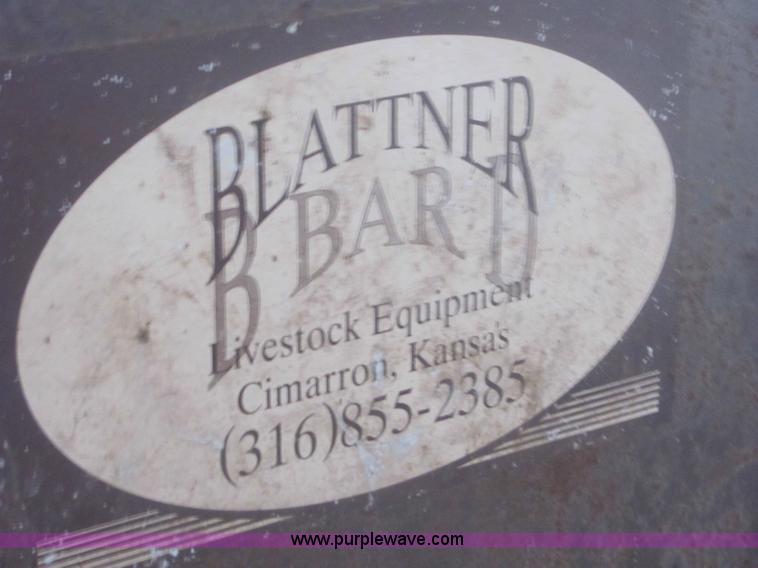 BLATTNER
B BAR D
Livestock Equipment
Cimarron, Kansas
(316)855-2385
www.purplewave.com